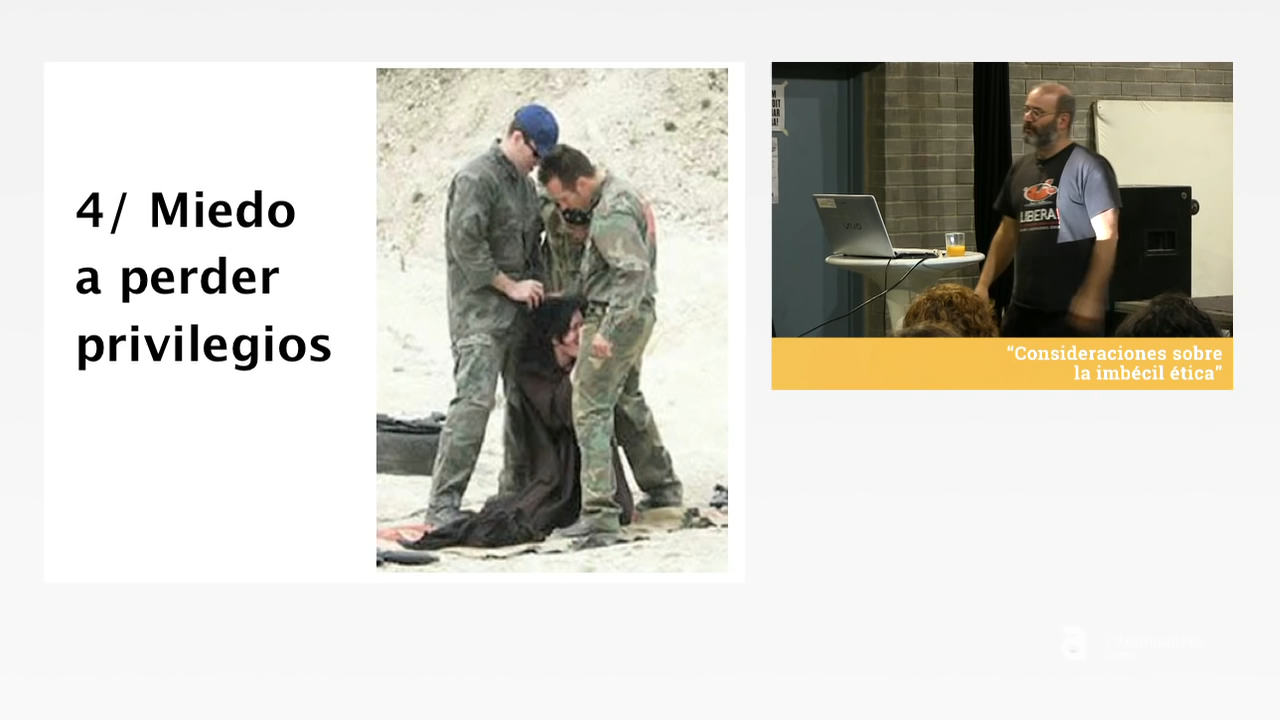 4/ Miedo
a perder
privilegios
LIBERA!
“Consideraciones sobre
la imbécil ética”